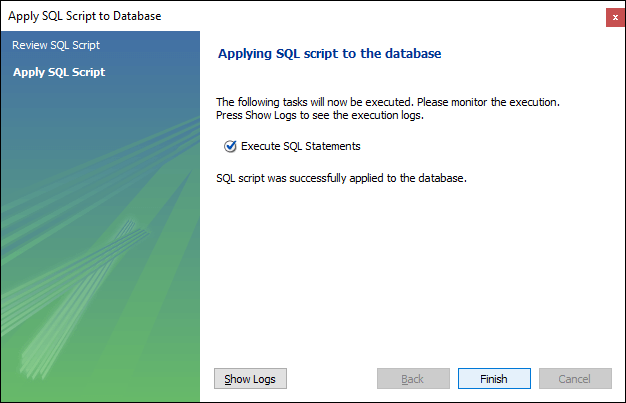 Apply SQL Script to Database
x
Review SQL Script
Apply SQL Script
Applying SQL script to the database
The following tasks will now be executed. Please monitor the execution.
Press Show Logs to see the execution logs.
Execute SQL Statements
SQL script was successfully applied to the database.
Show Logs
Back
Finish
Cancel